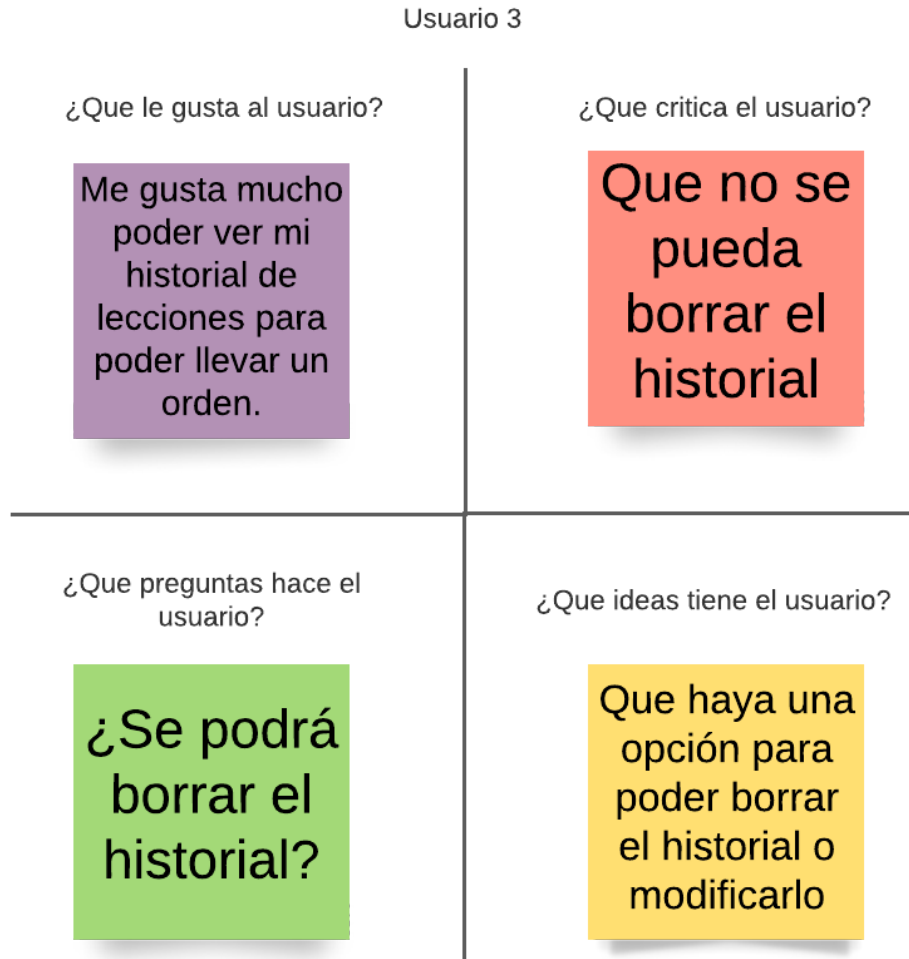 Usuario 3
¿Que le gusta al usuario?
Me gusta mucho
poder ver mi
historial de
lecciones para
poder llevar un
orden.
¿Que critica el usuario?
Que no se
pueda
borrar el
historial
¿Que preguntas hace el
usuario?
¿Se podrá
borrar el
historial?
¿Que ideas tiene el usuario?
Que haya una
opción para
poder borrar
el historial o
modificarlo